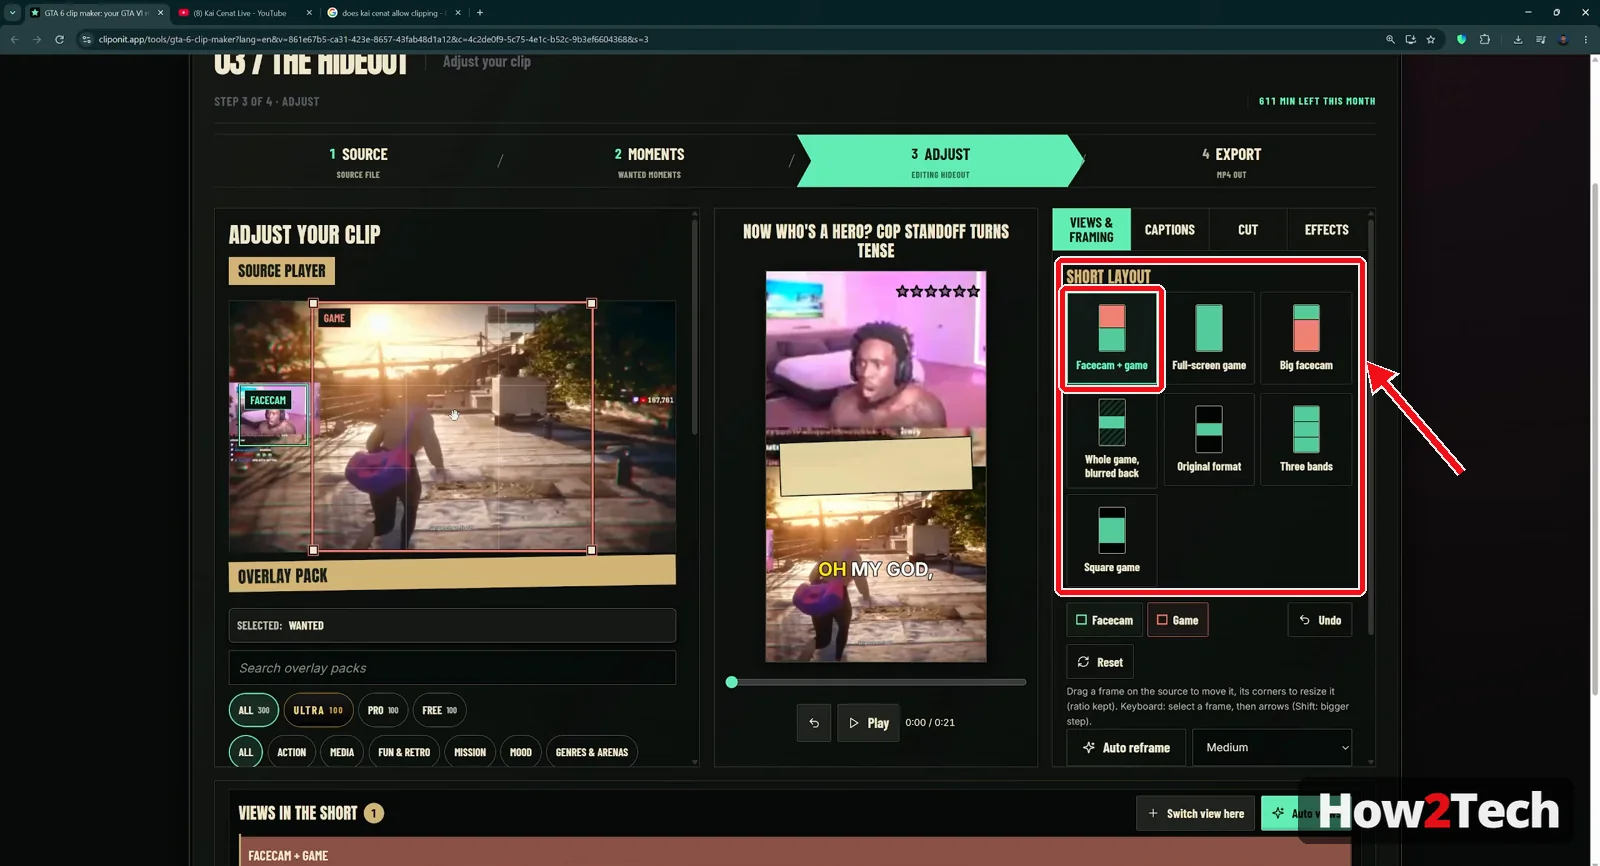 GTA 6 clip maker: your GTA VI
(8) Kai Cenat Live - YouTube
does kai cenat allow clipping -
cliponit.app/tools/gta-6-clip-maker?lang=en&v=861e67b5-ca31-423e-8657-43fab48d1a12&c=4c2de0f9-5c75-4e1c-b52c-9b3ef6604368&s=3
03 / THE HIDEOUT
Adjust your clip
STEP 3 OF 4 · ADJUST
611 MIN LEFT THIS MONTH
1 SOURCE
SOURCE FILE
/
2 MOMENTS
WANTED MOMENTS
/
3 ADJUST
EDITING HIDEOUT
4 EXPORT
MP4 OUT
ADJUST YOUR CLIP
SOURCE PLAYER
GAME
FACECAM
167,761
OVERLAY PACK
SELECTED: WANTED
Search overlay packs
ALL 300
ULTRA 100
PRO 100
FREE 100
ALL
ACTION
MEDIA
FUN & RETRO
MISSION
MOOD
GENRES & ARENAS
NOW WHO'S A HERO? COP STANDOFF TURNS
TENSE
OH MY GOD,
Play
0:00 / 0:21
VIEWS &
FRAMING
CAPTIONS
CUT
EFFECTS
SHORT LAYOUT
Facecam + game
Full-screen game
Big facecam
Whole game,
blurred back
Original format
Three bands
Square game
Facecam
Game
Undo
Reset
Drag a frame on the source to move it, its corners to resize it
(ratio kept). Keyboard: select a frame, then arrows (Shift: bigger
step).
Auto reframe
Medium
VIEWS IN THE SHORT 1
+ Switch view here
Auto
How2Tech
FACECAM + GAME